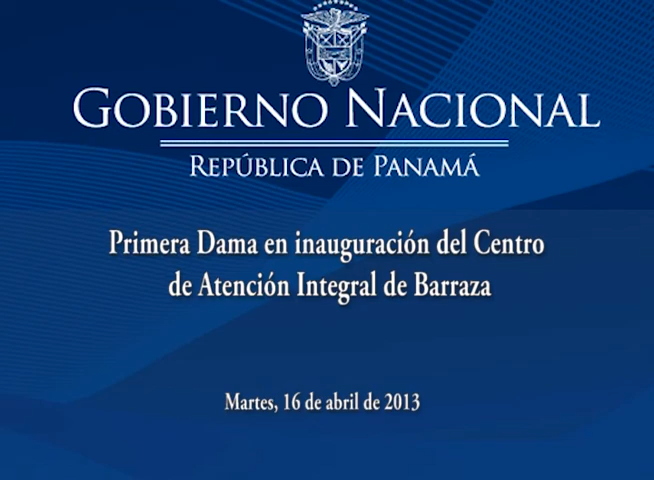 GOBIERNO NACIONAL
REPÚBLICA DE PANAMÁ
Primera Dama en inauguración del Centro
de Atención Integral de Barraza
Martes, 16 de abril de 2013